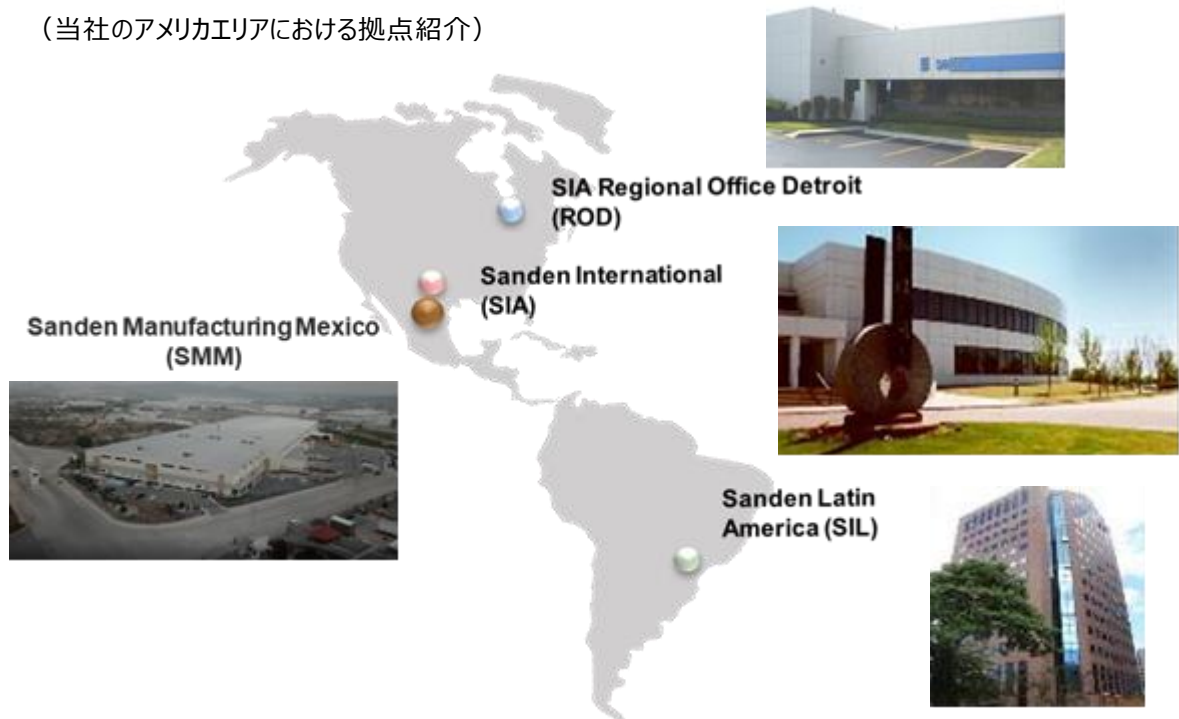 （当社のアメリカエリアにおける拠点紹介）
SIA Regional Office Detroit
(ROD)
Sanden International
(SIA)
Sanden Manufacturing Mexico
(SMM)
Sanden Latin
America (SIL)